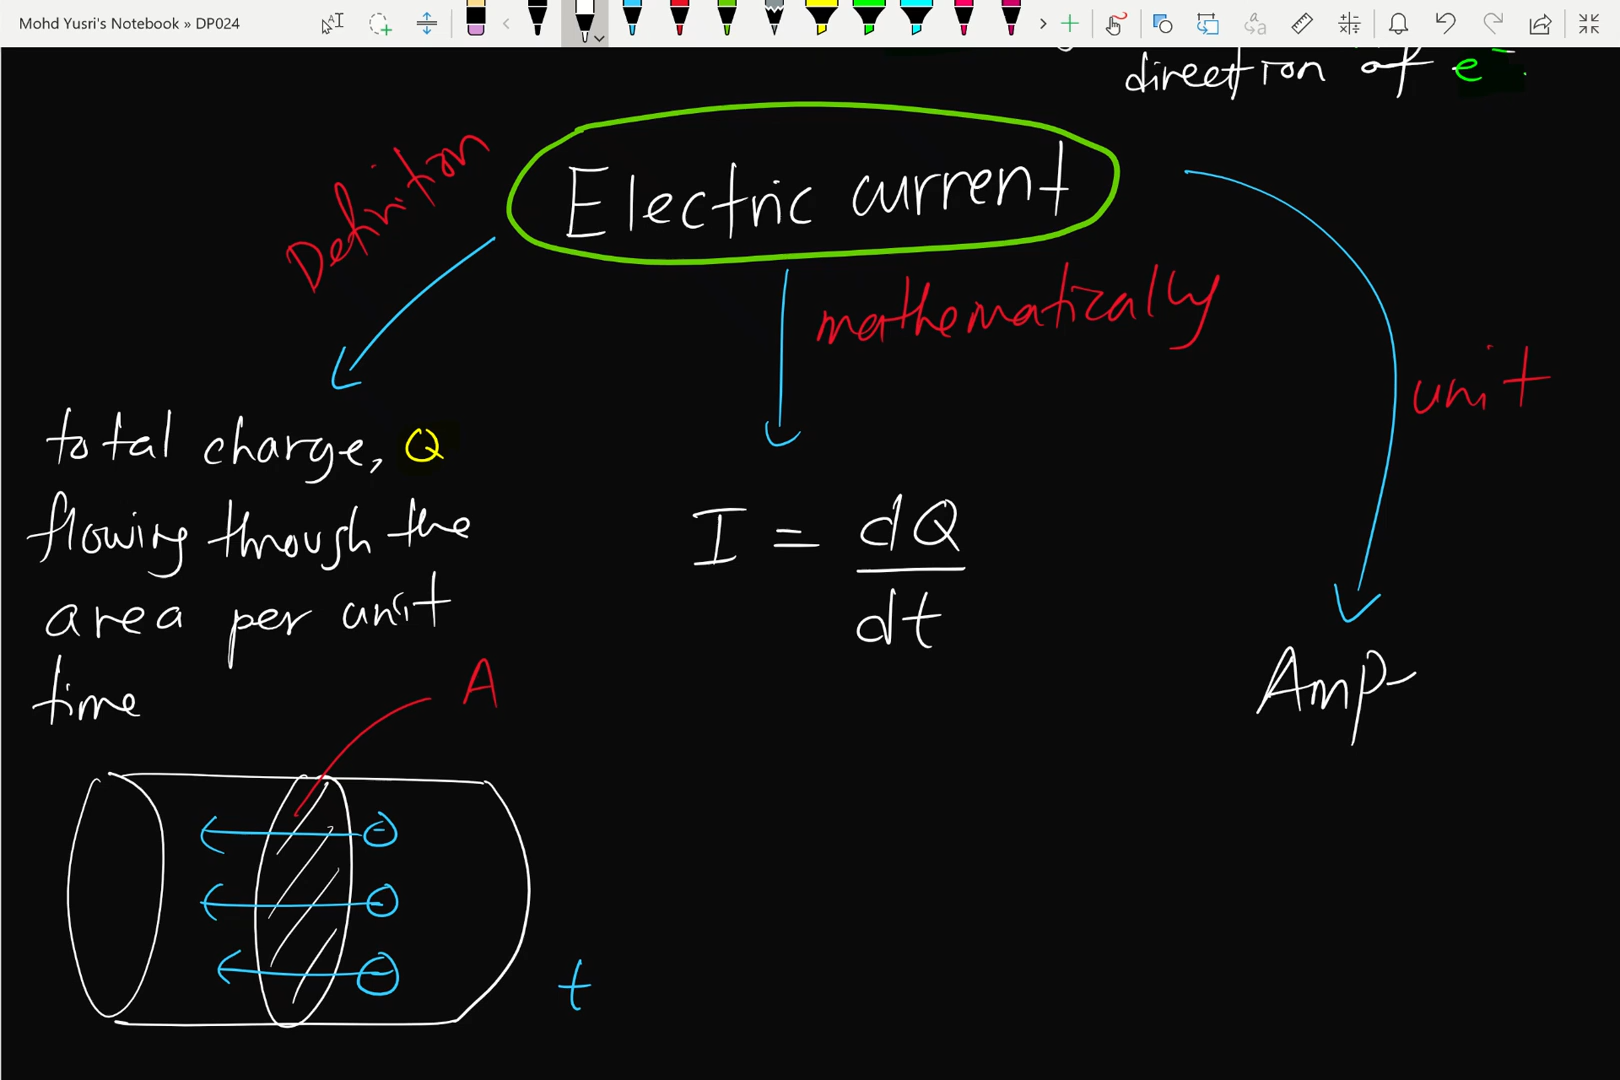 Mohd Yusri's Notebook » DP024
direction of e⁻.
Electric current
Definition
mathematically
unit
total charge, Q
flowing through the
area per unit
time
I = dQ
dt
Amp
A
t